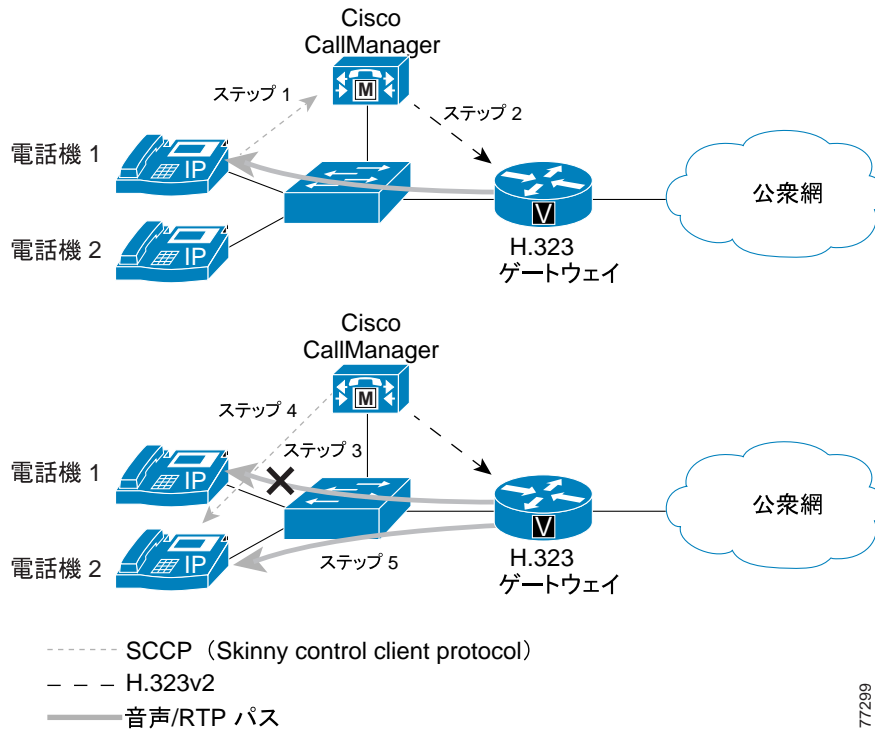 Cisco
CallManager
M
ステップ 1
ステップ 2
電話機 1
IP
公衆網
V
電話機 2
IP
H.323
ゲートウェイ
Cisco
CallManager
M
ステップ 4
ステップ 3
電話機 1
IP
公衆網
V
電話機 2
IP
ステップ 5
H.323
ゲートウェイ
SCCP（Skinny control client protocol）
H.323v2
音声/RTP パス
77299